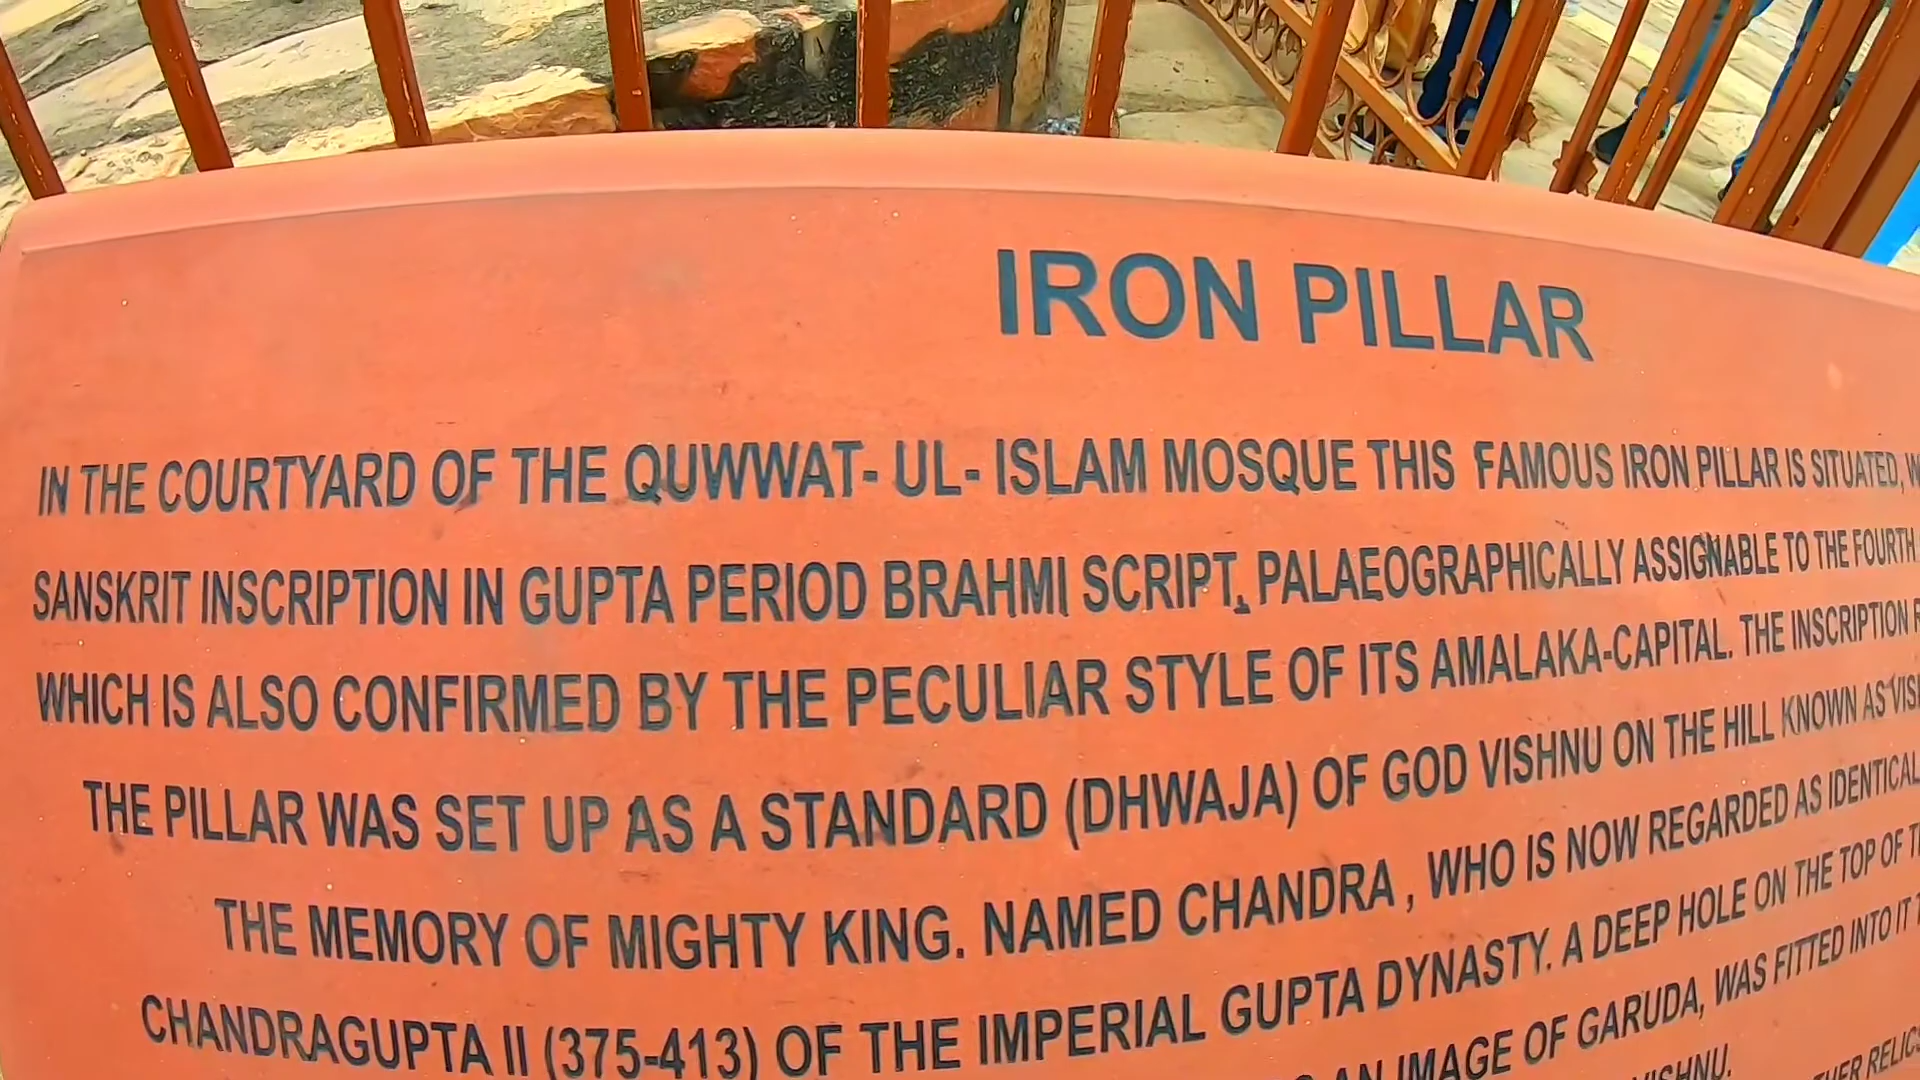 IRON PILLAR
IN THE COURTYARD OF THE QUWWAT- UL- ISLAM MOSQUE THIS FAMOUS IRON PILLAR IS SITUATED,
SANSKRIT INSCRIPTION IN GUPTA PERIOD BRAHMI SCRIPT, PALAEOGRAPHICALLY ASSIGNABLE TO THE FOURTH
WHICH IS ALSO CONFIRMED BY THE PECULIAR STYLE OF ITS AMALAKA-CAPITAL. THE INSCRIPTION
THE PILLAR WAS SET UP AS A STANDARD (DHWAJA) OF GOD VISHNU ON THE HILL KNOWN AS
THE MEMORY OF MIGHTY KING. NAMED CHANDRA , WHO IS NOW REGARDED AS IDENTICAL
CHANDRAGUPTA II (375-413) OF THE IMPERIAL GUPTA DYNASTY. A DEEP HOLE ON THE TOP OF
AN IMAGE OF GARUDA, WAS FITTED INTO IT